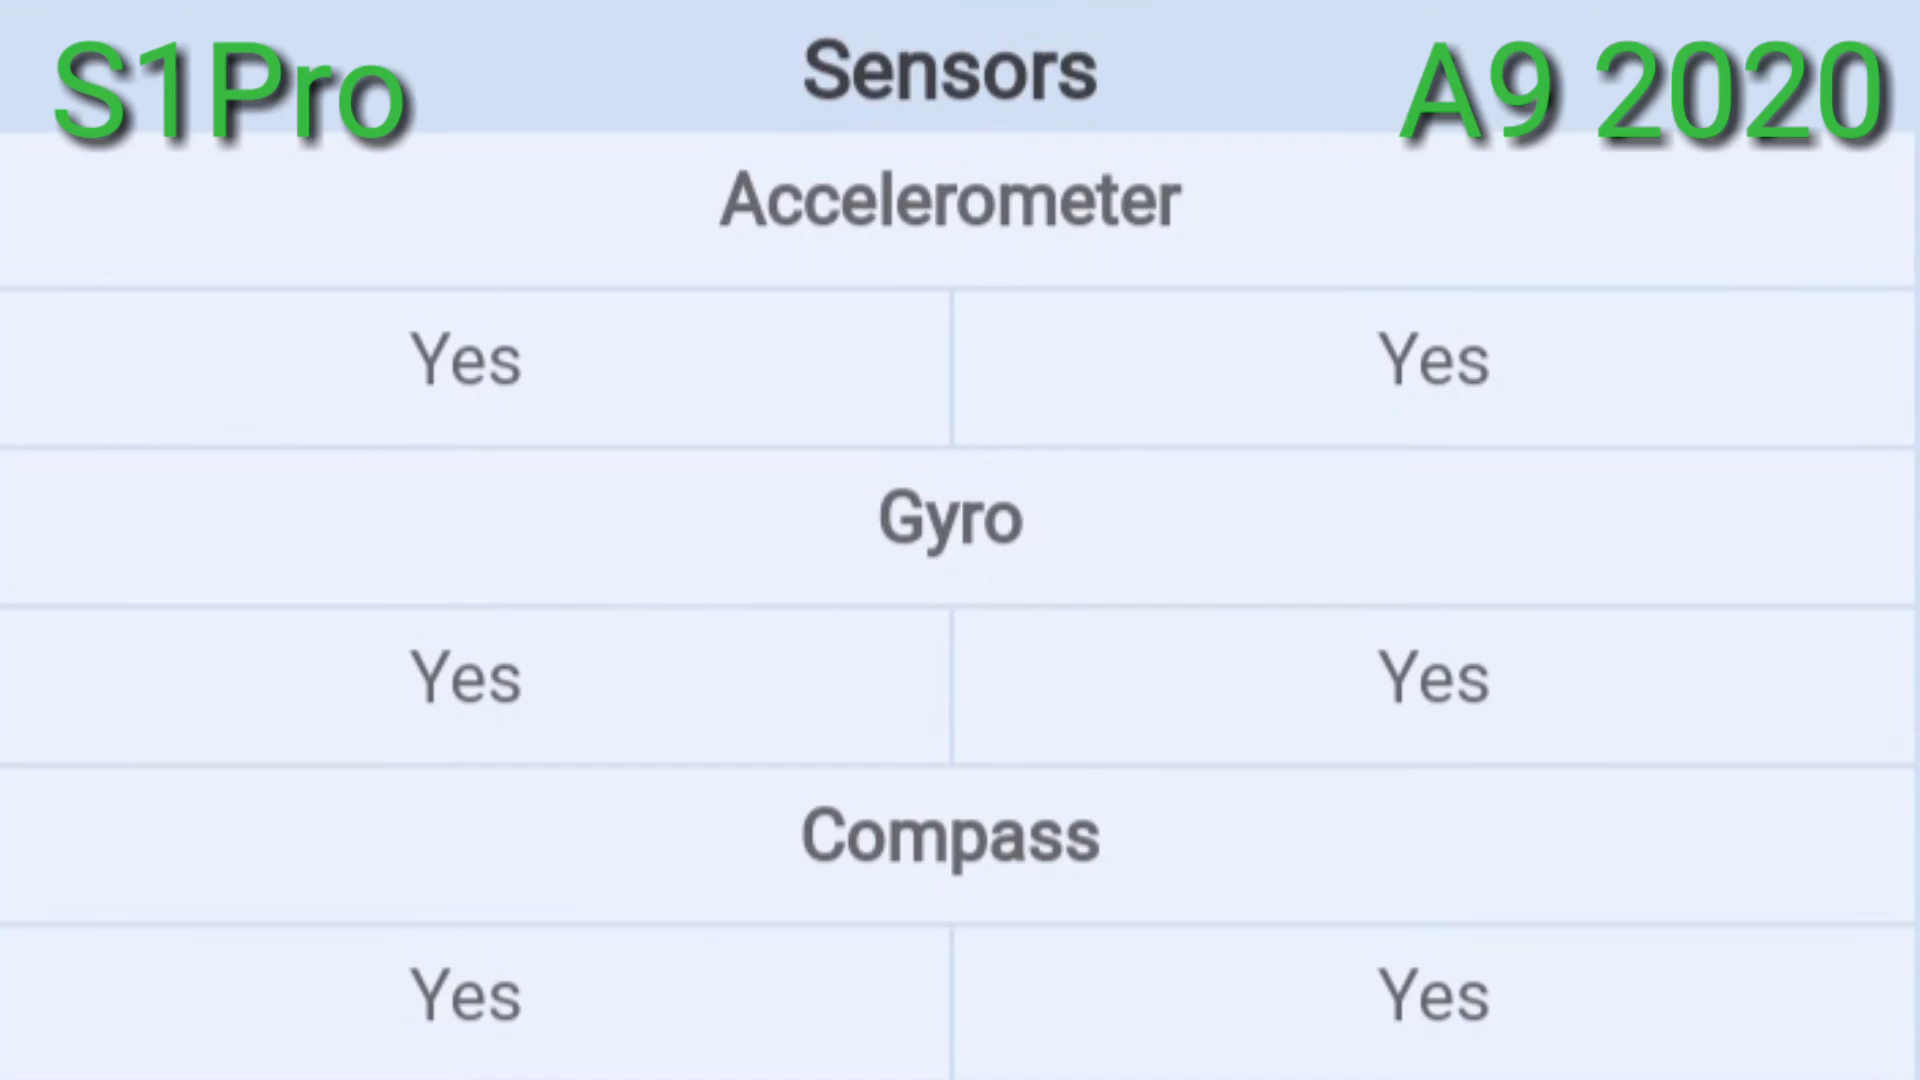 S1Pro Sensors A9 2020
Accelerometer
Yes Yes
Gyro
Yes Yes
Compass
Yes Yes